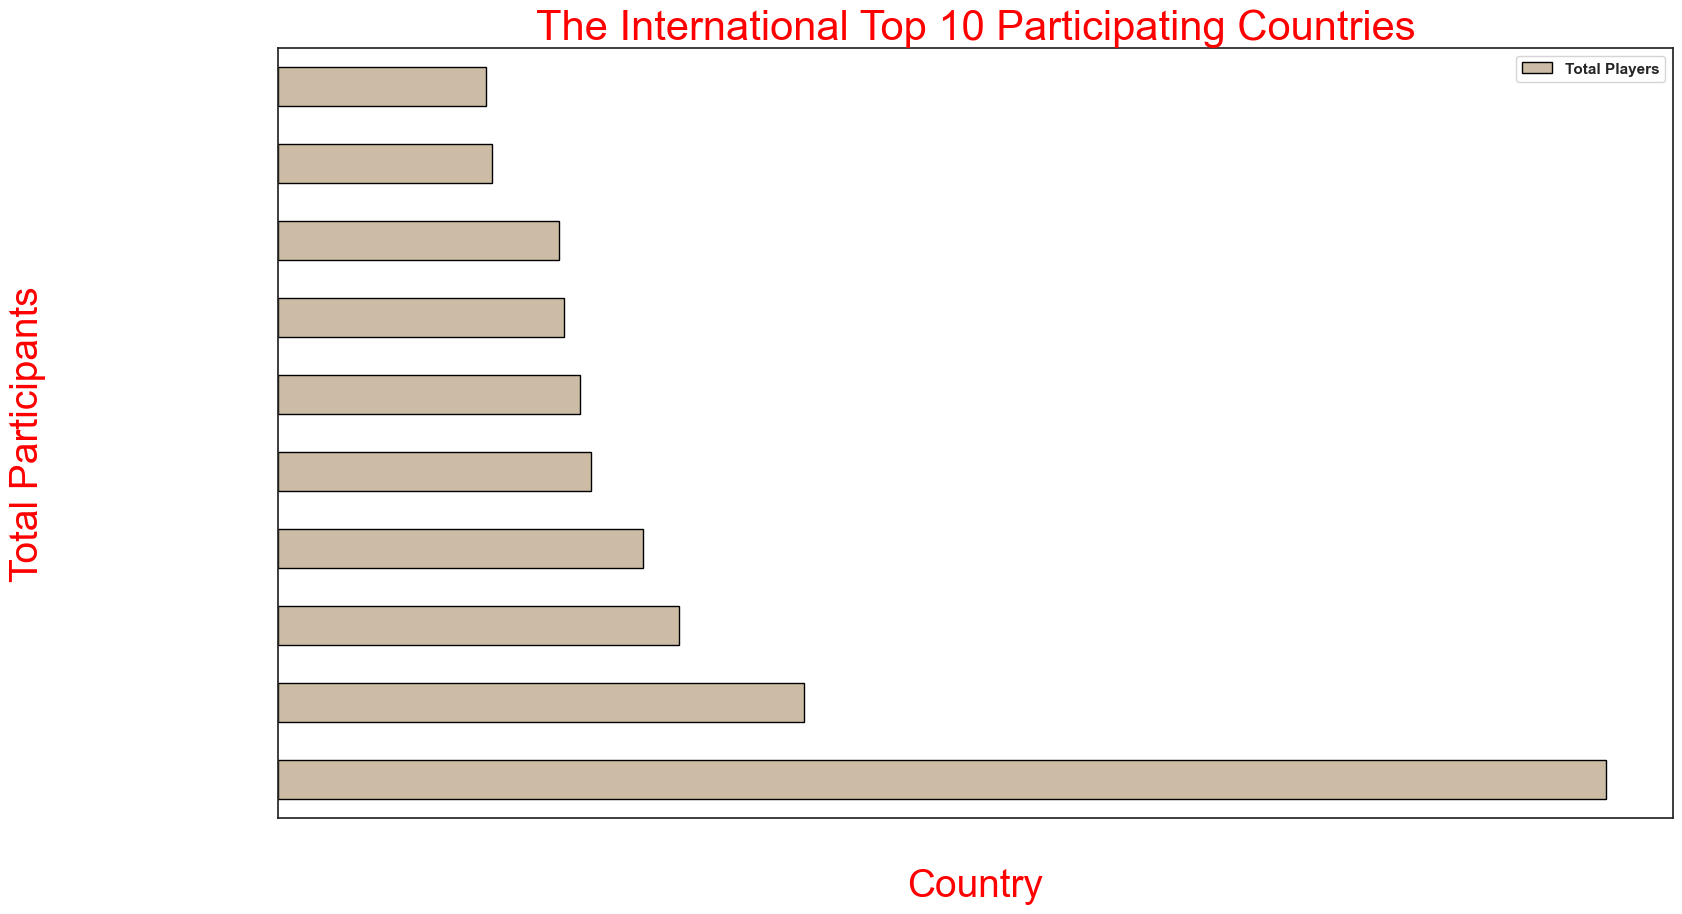 The International Top 10 Participating Countries
Total Players
Total Participants
Country